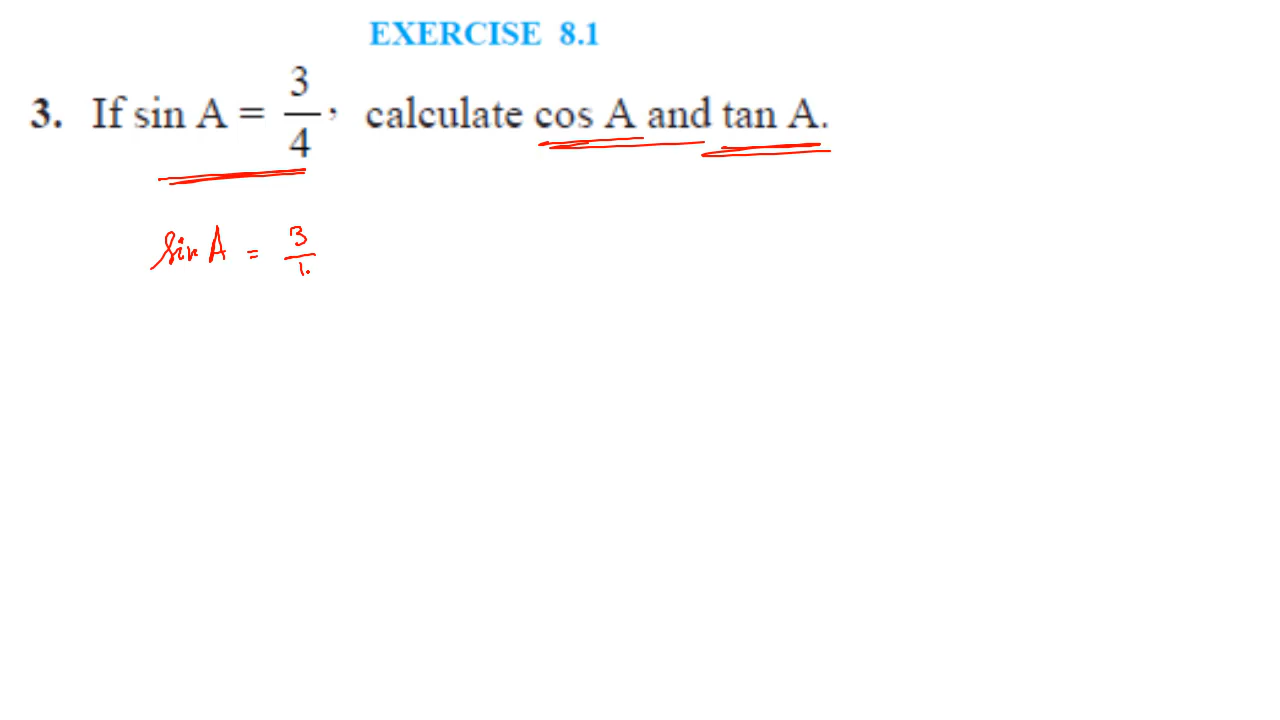 EXERCISE 8.1
3. If sin A = 3/4, calculate cos A and tan A.
sin A = 3/